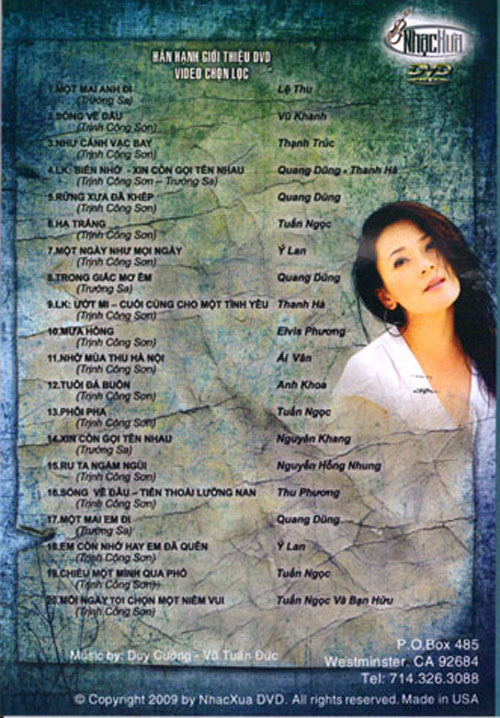 NhạcXưa
DVD
HÂN HẠNH GIỚI THIỆU DVD
VIDEO CHỌN LỌC
1.MỘT MAI ANH ĐI Lệ Thu
(Trường Sa)
2.SÓNG VỀ ĐÂU Vũ Khanh
(Trịnh Công Sơn)
3.NHƯ CÁNH VẠC BAY Thạnh Trúc
(Trịnh Công Sơn)
4.LK: BIỂN NHỚ - XIN CÒN GỌI TÊN NHAU Quang Dũng - Thanh Hà
(Trịnh Công Sơn – Trường Sa)
5.RỪNG XƯA ĐÃ KHÉP Quang Dũng
(Trịnh Công Sơn)
6.HẠ TRẮNG Tuấn Ngọc
(Trịnh Công Sơn)
7.MỘT NGÀY NHƯ MỌI NGÀY Ý Lan
(Trịnh Công Sơn)
8.TRONG GIẤC MƠ ÊM Quang Dũng
(Trường Sa)
9.LK: ƯỚT MI – CUỐI CÙNG CHO MỘT TÌNH YÊU Thanh Hà
(Trịnh Công Sơn)
10.MƯA HỒNG Elvis Phương
(Trịnh Công Sơn)
11.NHỚ MÙA THU HÀ NỘI Ái Vân
(Trịnh Công Sơn)
12.TUỔI ĐÁ BUỒN Anh Khoa
(Trịnh Công Sơn)
13.PHÔI PHA Tuấn Ngọc
(Trịnh Công Sơn)
14.XIN CÒN GỌI TÊN NHAU Nguyên Khang
(Trường Sa)
15.RU TA NGẬM NGÙI Nguyễn Hồng Nhung
(Trịnh Công Sơn)
16.SÓNG VỀ ĐÂU – TIẾN THOÁI LƯỠNG NAN Thu Phương
(Trịnh Công Sơn)
17.MỘT MAI EM ĐI Quang Dũng
(Trường Sa)
18.EM CÒN NHỚ HAY EM ĐÃ QUÊN Ý Lan
(Trịnh Công Sơn)
19.CHIỀU MỘT MÌNH QUA PHỐ Tuấn Ngọc
(Trịnh Công Sơn)
20.MỖI NGÀY TÔI CHỌN MỘT NIỀM VUI Tuấn Ngọc Và Bạn Hữu
(Trịnh Công Sơn)
Music by: Duy Cường - Vũ Tuấn Đức
P.O.Box 485
Westminster. CA 92684
Tel: 714.326.3088
© Copyright 2009 by NhacXua DVD. All rights reserved. Made in USA